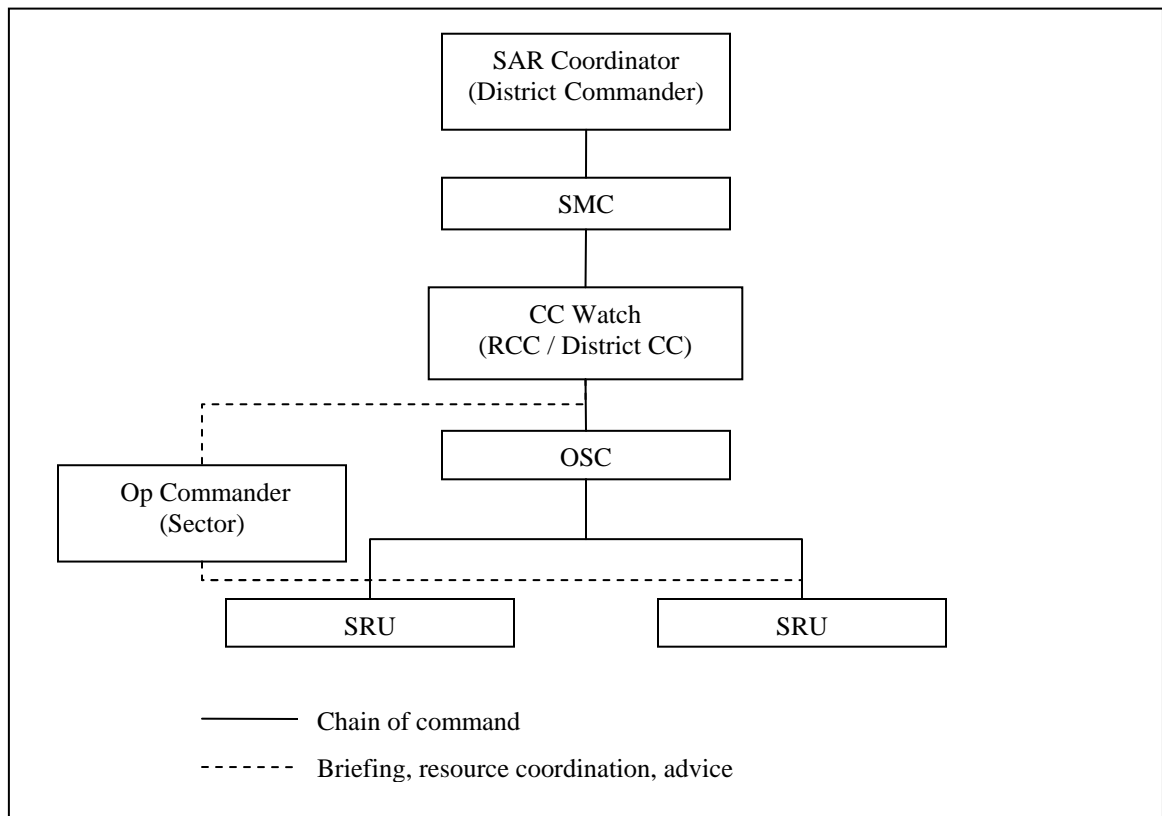 SAR Coordinator
(District Commander)
SMC
CC Watch
(RCC / District CC)
OSC
Op Commander
(Sector)
SRU
SRU
Chain of command
Briefing, resource coordination, advice